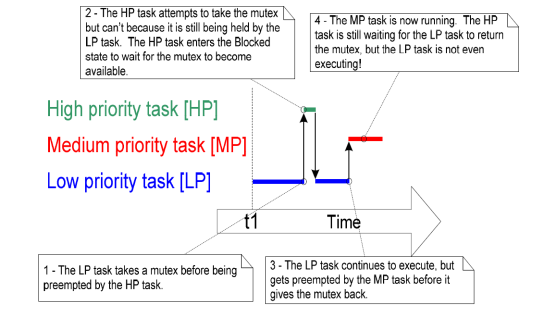 2 - The HP task attempts to take the mutex
but can't because it is still being held by the
LP task.  The HP task enters the Blocked
state to wait for the mutex to become
available.
4 - The MP task is now running.  The HP
task is still waiting for the LP task to return
the mutex, but the LP task is not even
executing!
High priority task [HP]
Medium priority task [MP]
Low priority task [LP]
t1
Time
1 - The LP task takes a mutex before being
preempted by the HP task.
3 - The LP task continues to execute, but
gets preempted by the MP task before it
gives the mutex back.